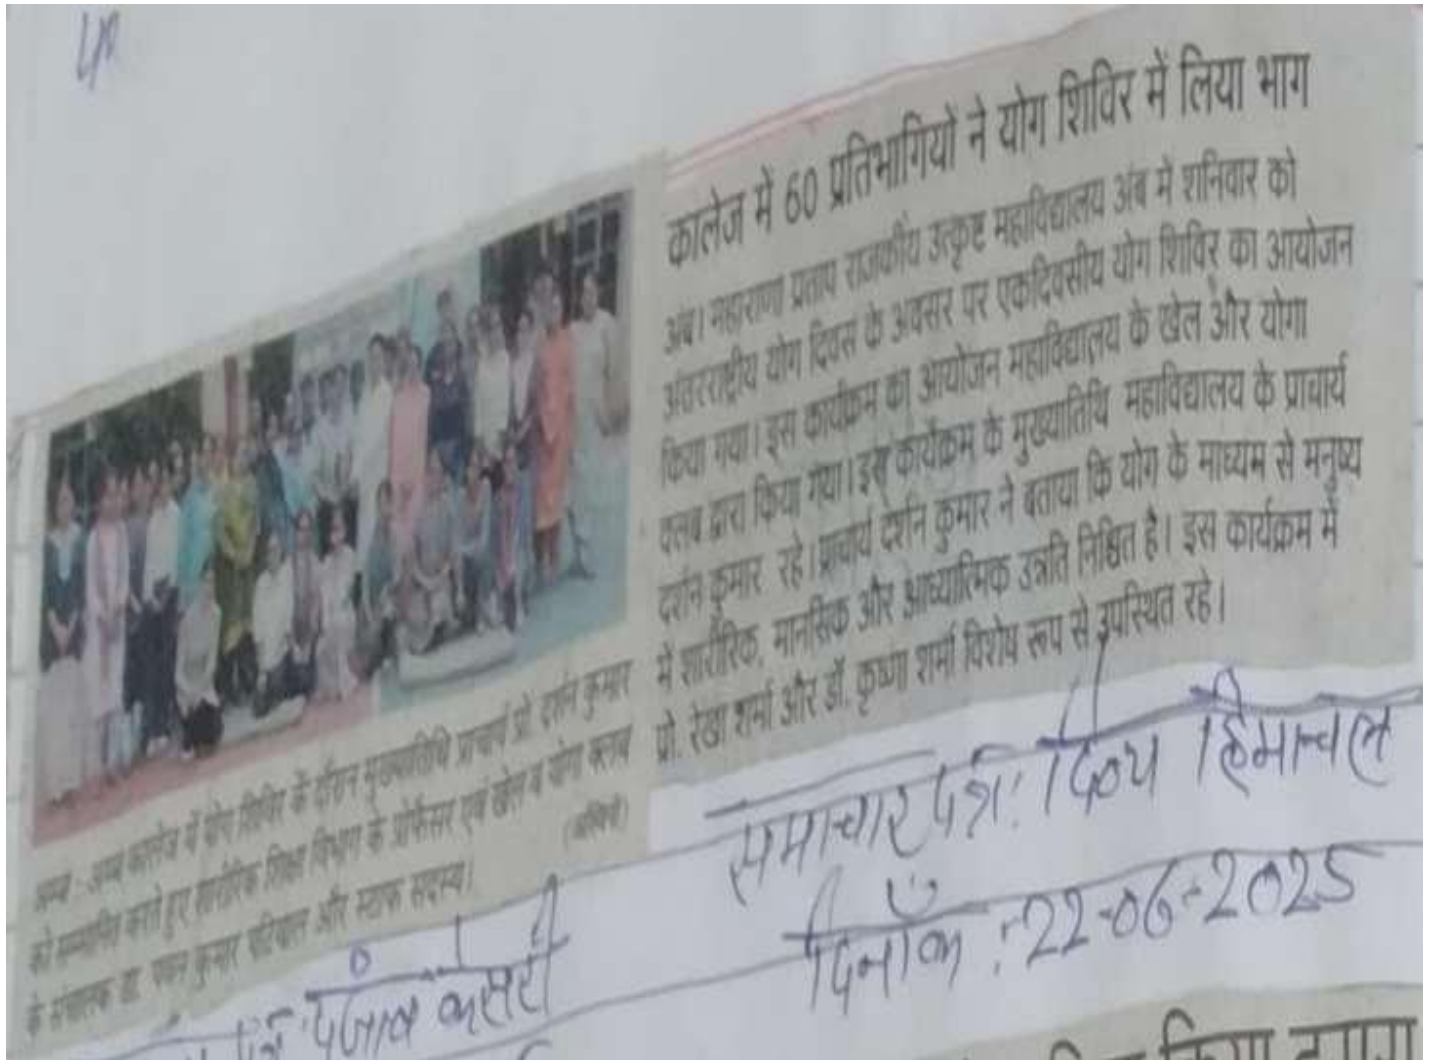 कालेज में 60 प्रतिभागियों ने योग शिविर में लिया भाग
अंब। महाराणा प्रताप राजकीय उत्कृष्ट महाविद्यालय अंब में शनिवार को
अंतरराष्ट्रीय योग दिवस के अवसर पर एकदिवसीय योग शिविर का आयोजन
किया गया। इस कार्यक्रम का आयोजन महाविद्यालय के खेल और योगा
क्लब द्वारा किया गया। इस कार्यक्रम के मुख्यातिथि महाविद्यालय के प्राचार्य
दर्शन कुमार रहे। प्राचार्य दर्शन कुमार ने बताया कि योग के माध्यम से मनुष्य
में शारीरिक, मानसिक और आध्यात्मिक उन्नति निश्चित है। इस कार्यक्रम में
प्रो. रेखा शर्मा और डॉ. कृष्णा शर्मा विशेष रूप से उपस्थित रहे।
अम्ब : अम्ब कालेज में योग शिविर के दौरान मुख्यातिथि प्राचार्य प्रो. दर्शन कुमार
को सम्मानित करते हुए शारीरिक शिक्षा विभाग के प्रोफैसर एवं खेल व योगा क्लब
के संचालक डा. पवन कुमार पटियाल और स्टाफ सदस्य।
समाचार पत्र: दिव्य हिमाचल
दिनाँक : 22-06-2025
पत्र: पंजाब केसरी
किया